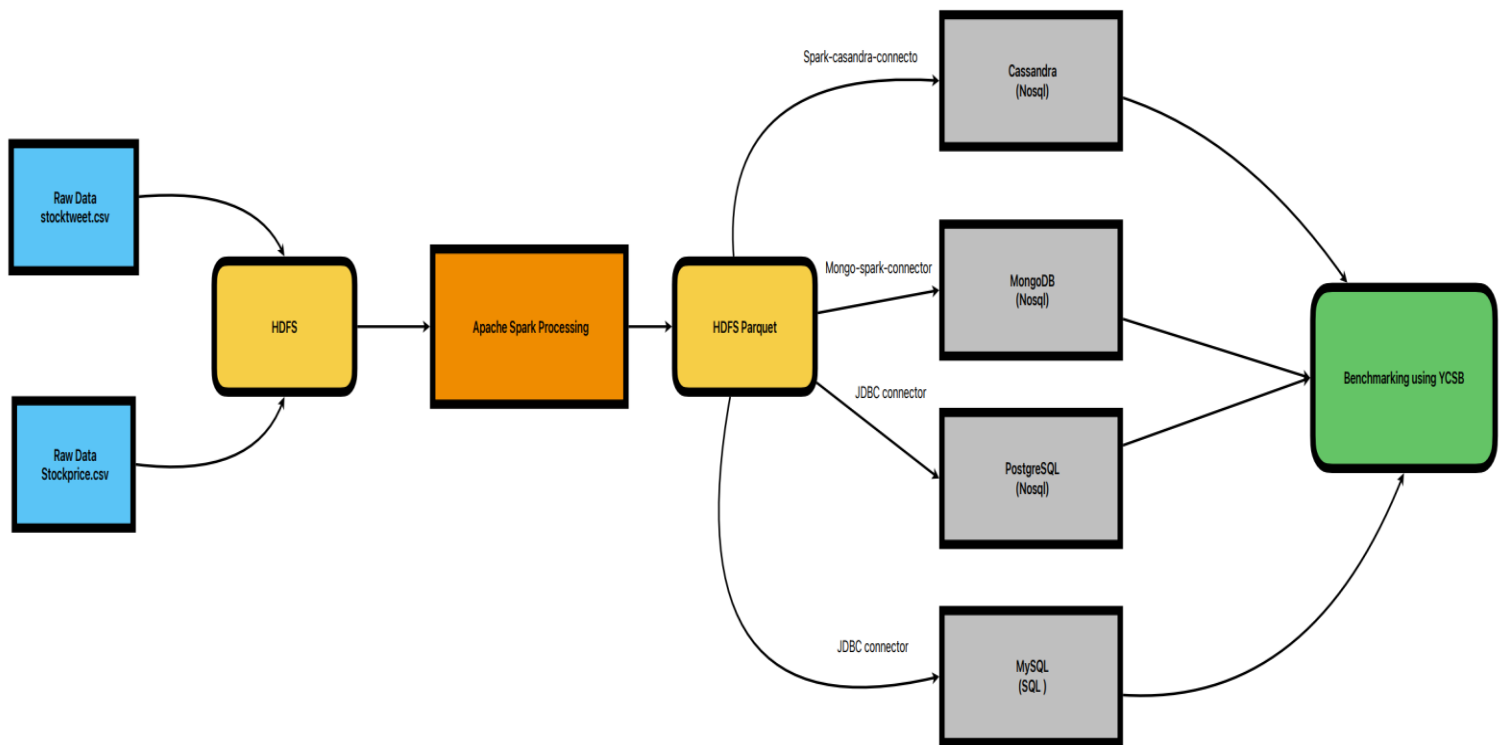 Raw Data
stocktweet.csv
Raw Data
Stockprice.csv
HDFS
Apache Spark Processing
HDFS Parquet
Spark-casandra-connecto
Mongo-spark-connector
JDBC connector
JDBC connector
Cassandra
(Nosql)
MongoDB
(Nosql)
PostgreSQL
(Nosql)
MySQL
(SQL )
Benchmarking using YCSB